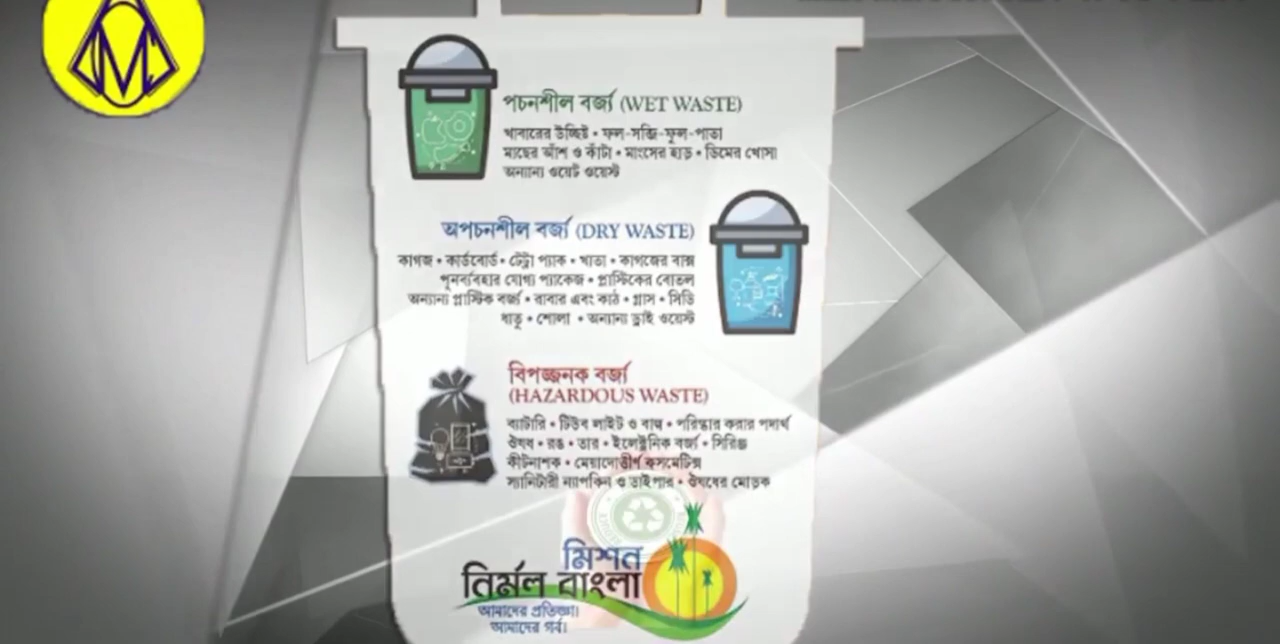 পচনশীল বর্জ্য (WET WASTE)
খাবারের উচ্ছিষ্ট • ফল-সব্জি-ফুল-পাতা
মাছের আঁশ ও কাঁটা • মাংসের হাড় • ডিমের খোসা
অন্যান্য ওয়েট ওয়েস্ট
অপচনশীল বর্জ্য (DRY WASTE)
কাগজ • কার্ডবোর্ড • টেট্রা প্যাক • খাতা • কাগজের বাক্স
পুনর্ব্যবহার যোগ্য প্যাকেজ • প্লাস্টিকের বোতল
অন্যান্য প্লাস্টিক বর্জ্য • রাবার এবং কাঠ • গ্লাস • সিডি
ধাতু • শোলা • অন্যান্য ড্রাই ওয়েস্ট
বিপজ্জনক বর্জ্য
(HAZARDOUS WASTE)
ব্যাটারি • টিউব লাইট ও বাল্ব • পরিস্কার করার পদার্থ
ঔষধ • রঙ • তার • ইলেক্ট্রনিক বর্জ্য • সিরিঞ্জ
কীটনাশক • মেয়াদোত্তীর্ণ কসমেটিক্স
স্যানিটারী ন্যাপকিন ও ডাইপার • ঔষধের মোড়ক
মিশন
নির্মল বাংলা
আমাদের প্রতিজ্ঞা।
আমাদের গর্ব।